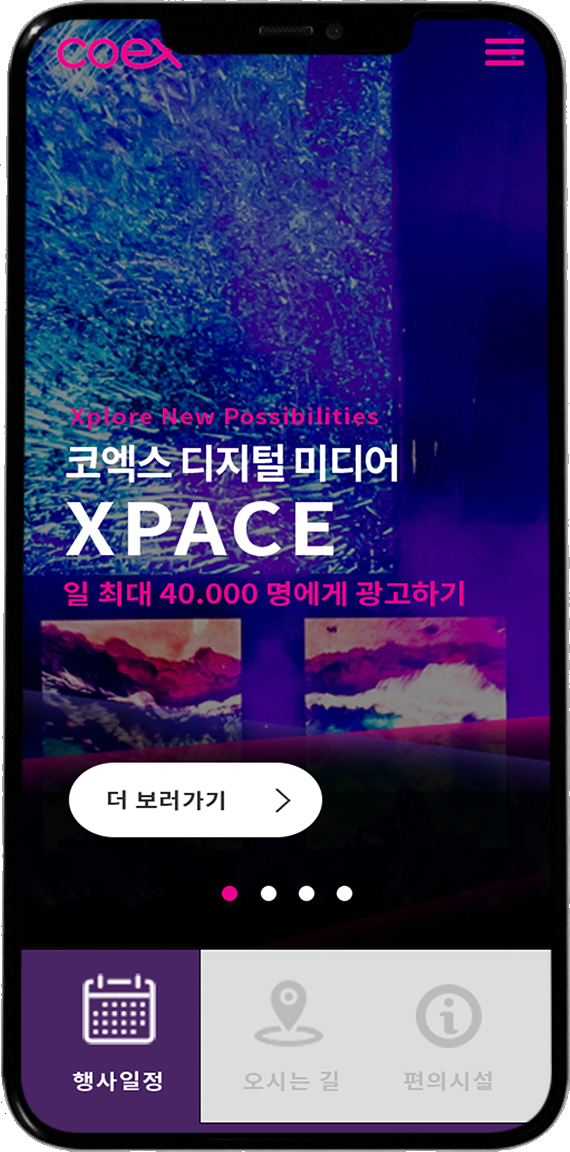 coex
Xplore New Possibilities
코엑스 디지털 미디어
XPACE
일 최대 40.000 명에게 광고하기
더 보러가기
행사일정
오시는 길
편의시설